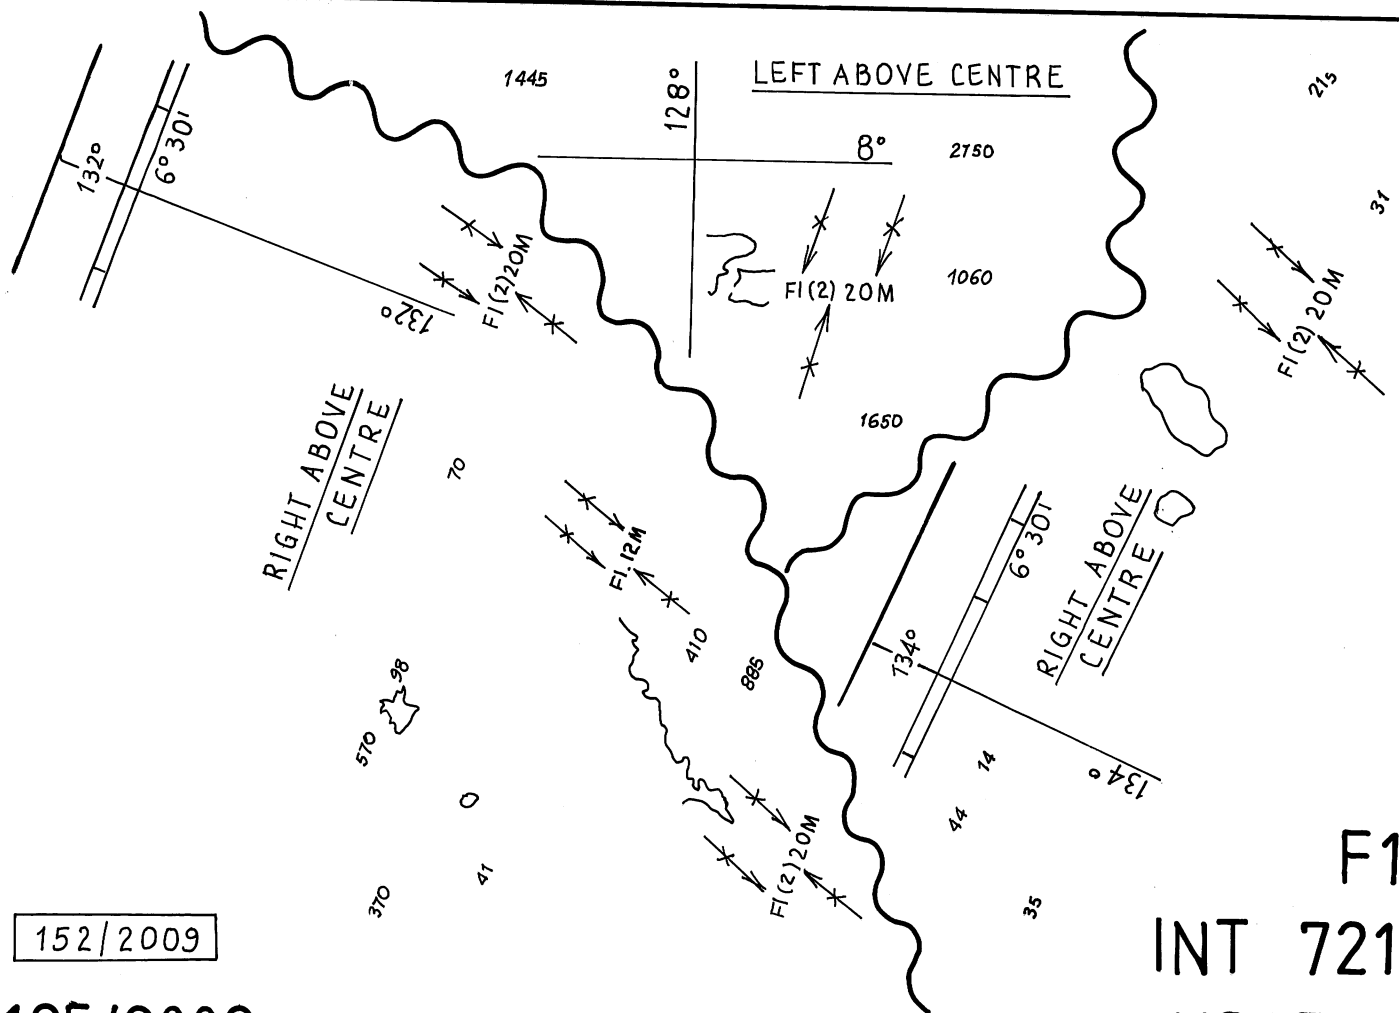 1445
128°
LEFT ABOVE CENTRE
8°
2750
1060
Fl(2) 20M
1650
132°
6° 30'
132°
Fl(2) 20M
RIGHT ABOVE
CENTRE
70
Fl. 12M
410
885
98
570
41
370
Fl(2) 20M
21₅
31
Fl(2) 20M
RIGHT ABOVE
CENTRE
6° 30'
134°
134°
14
44
35
152/2009
F1
INT 721